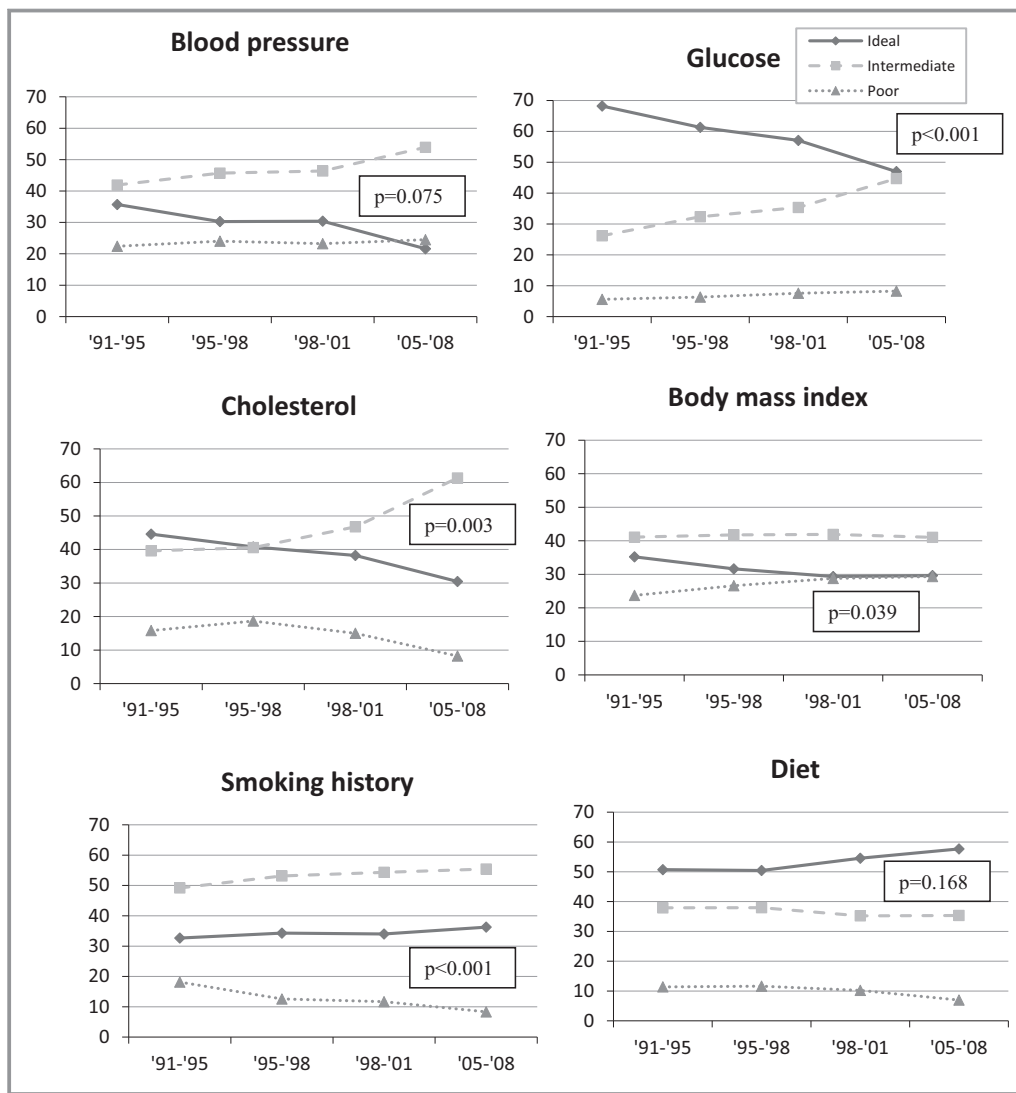 Blood pressure
70
60
50
40
30
20
10
0
p=0.075
'91-'95 '95-'98 '98-'01 '05-'08
Glucose
Ideal
Intermediate
Poor
70
60
50
40
30
20
10
0
p<0.001
'91-'95 '95-'98 '98-'01 '05-'08
Cholesterol
70
60
50
40
30
20
10
0
p=0.003
'91-'95 '95-'98 '98-'01 '05-'08
Body mass index
70
60
50
40
30
20
10
0
p=0.039
'91-'95 '95-'98 '98-'01 '05-'08
Smoking history
70
60
50
40
30
20
10
0
p<0.001
'91-'95 '95-'98 '98-'01 '05-'08
Diet
70
60
50
40
30
20
10
0
p=0.168
'91-'95 '95-'98 '98-'01 '05-'08